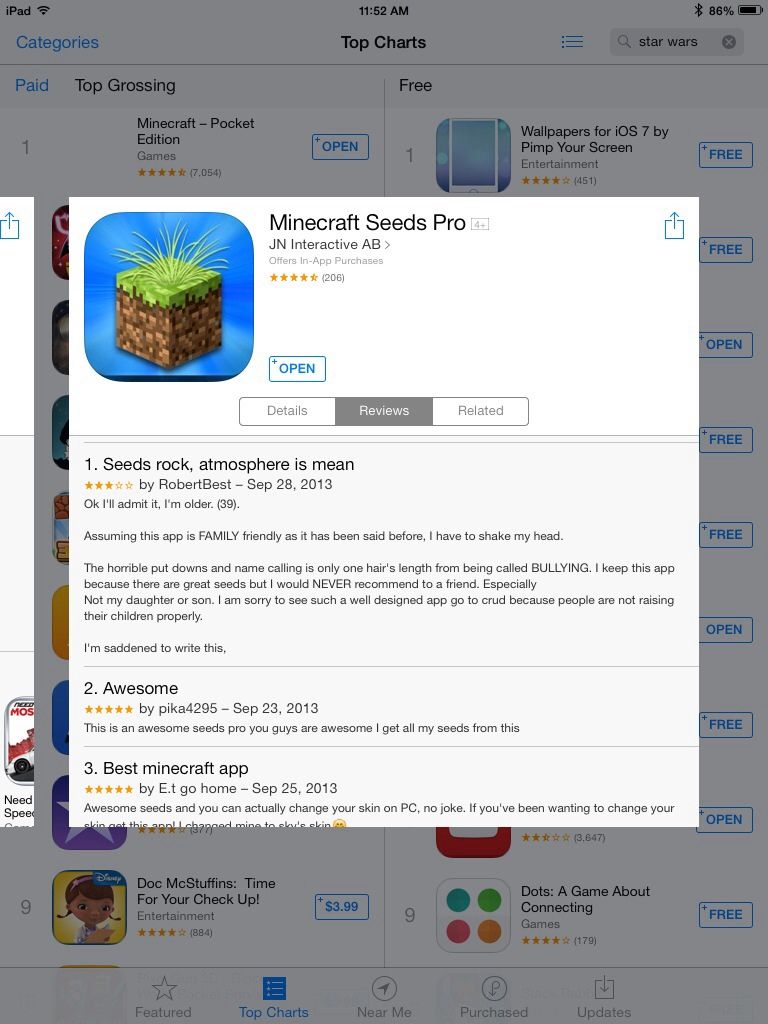 iPad
11:52 AM
86%
Categories
Top Charts
star wars
Paid
Top Grossing
Free
1
Minecraft – Pocket
Edition
Games
(7,054)
OPEN
1
Wallpapers for iOS 7 by
Pimp Your Screen
Entertainment
(451)
FREE
Minecraft Seeds Pro 4+
JN Interactive AB >
Offers In-App Purchases
(206)
OPEN
Details
Reviews
Related
1. Seeds rock, atmosphere is mean
by RobertBest – Sep 28, 2013
Ok I'll admit it, I'm older. (39).
Assuming this app is FAMILY friendly as it has been said before, I have to shake my head.
The horrible put downs and name calling is only one hair's length from being called BULLYING. I keep this app
because there are great seeds but I would NEVER recommend to a friend. Especially
Not my daughter or son. I am sorry to see such a well designed app go to crud because people are not raising
their children properly.
I'm saddened to write this,
2. Awesome
by pika4295 – Sep 23, 2013
This is an awesome seeds pro you guys are awesome I get all my seeds from this
3. Best minecraft app
by E.t go home – Sep 25, 2013
Awesome seeds and you can actually change your skin on PC, no joke. If you've been wanting to change your
skin get this app! I changed mine to sky's skin😁
FREE
OPEN
FREE
FREE
OPEN
FREE
OPEN
NEED
MOS
Need
Speed
(377)
(3,647)
9
Disney
Doc McStuffins: Time
For Your Check Up!
Entertainment
(884)
$3.99
9
Dots: A Game About
Connecting
Games
(179)
FREE
Featured
Top Charts
Near Me
Purchased
Updates